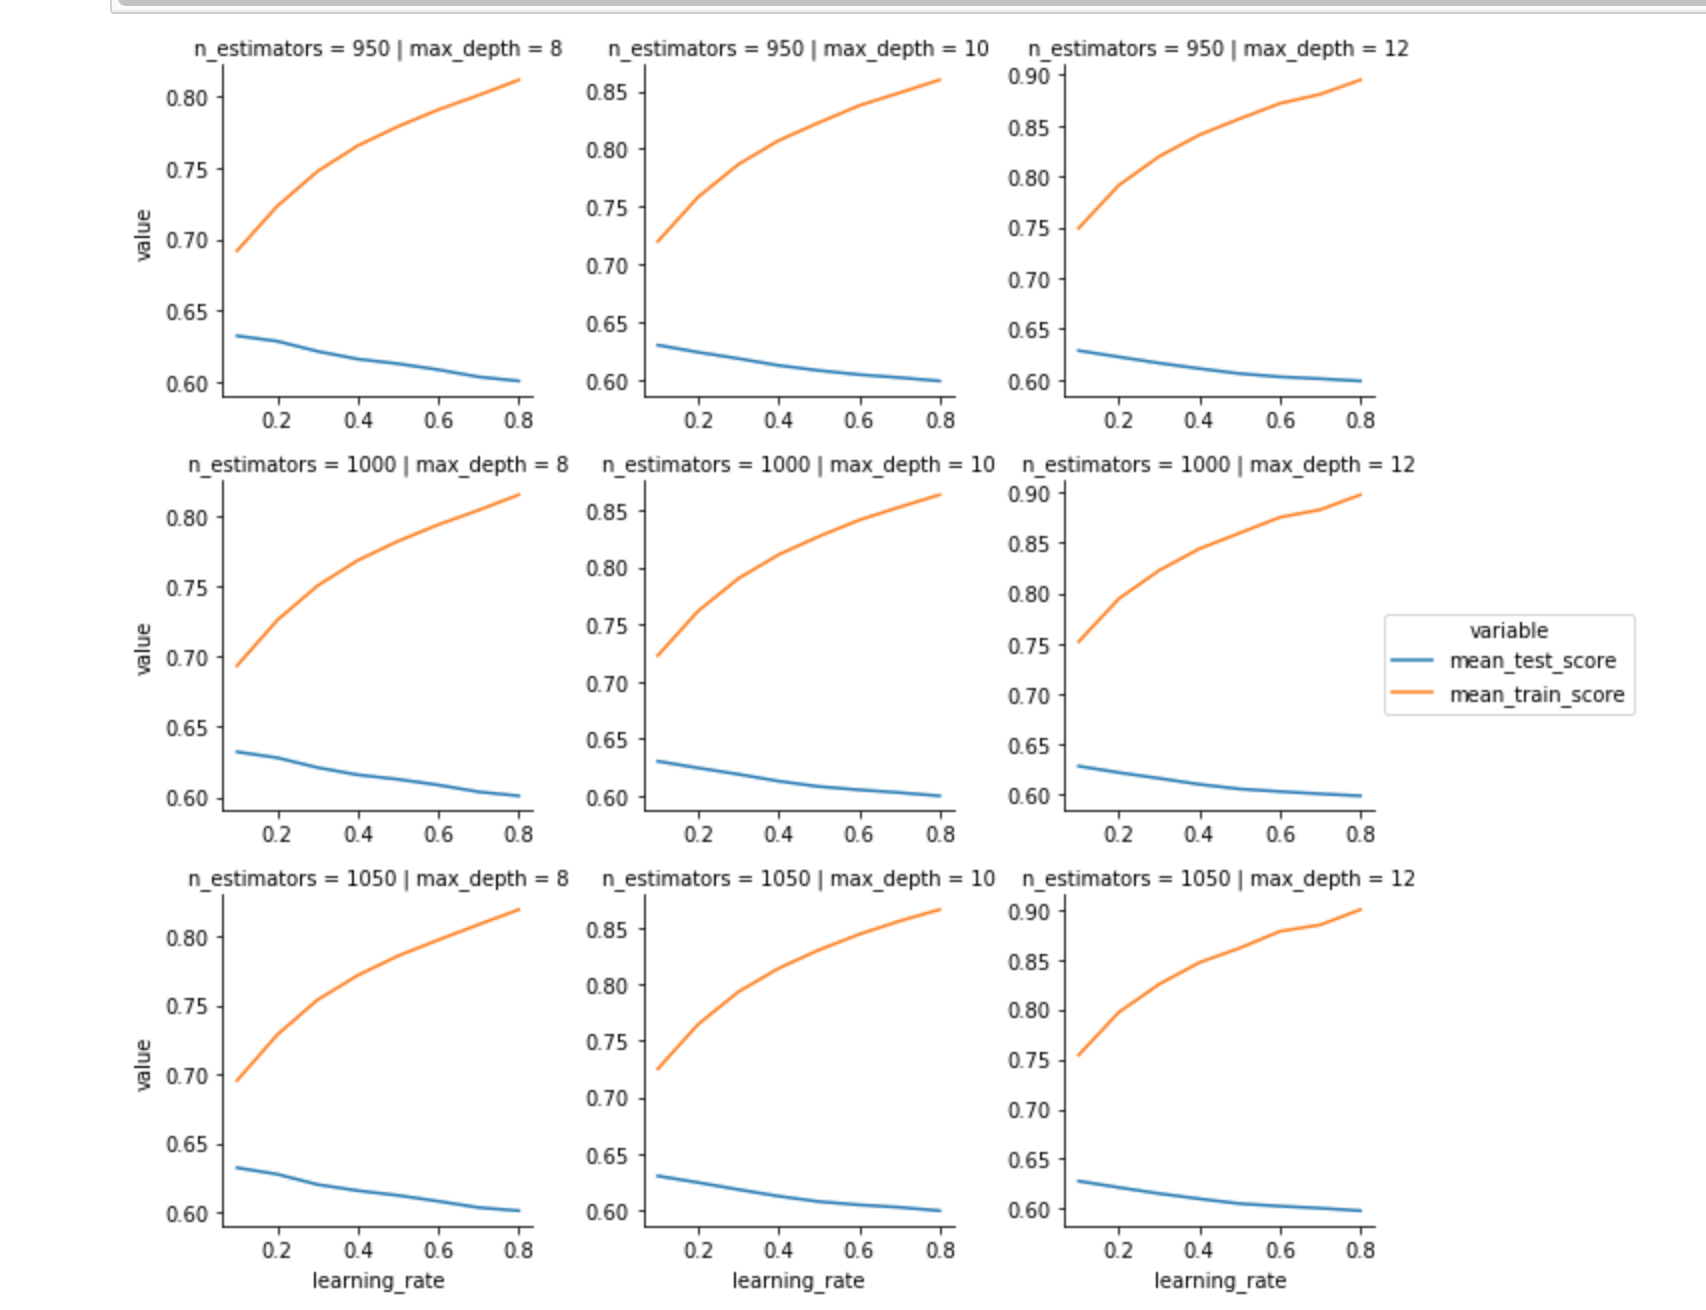 n_estimators = 950 | max_depth = 8
n_estimators = 950 | max_depth = 10
n_estimators = 950 | max_depth = 12
value
0.80
0.75
0.70
0.65
0.60
0.85
0.80
0.75
0.70
0.65
0.60
0.90
0.85
0.80
0.75
0.70
0.65
0.60
0.2 0.4 0.6 0.8
0.2 0.4 0.6 0.8
0.2 0.4 0.6 0.8
n_estimators = 1000 | max_depth = 8
n_estimators = 1000 | max_depth = 10
n_estimators = 1000 | max_depth = 12
value
0.80
0.75
0.70
0.65
0.60
0.85
0.80
0.75
0.70
0.65
0.60
0.90
0.85
0.80
0.75
0.70
0.65
0.60
0.2 0.4 0.6 0.8
0.2 0.4 0.6 0.8
0.2 0.4 0.6 0.8
variable
mean_test_score
mean_train_score
n_estimators = 1050 | max_depth = 8
n_estimators = 1050 | max_depth = 10
n_estimators = 1050 | max_depth = 12
value
0.80
0.75
0.70
0.65
0.60
0.85
0.80
0.75
0.70
0.65
0.60
0.90
0.85
0.80
0.75
0.70
0.65
0.60
0.2 0.4 0.6 0.8
0.2 0.4 0.6 0.8
0.2 0.4 0.6 0.8
learning_rate
learning_rate
learning_rate